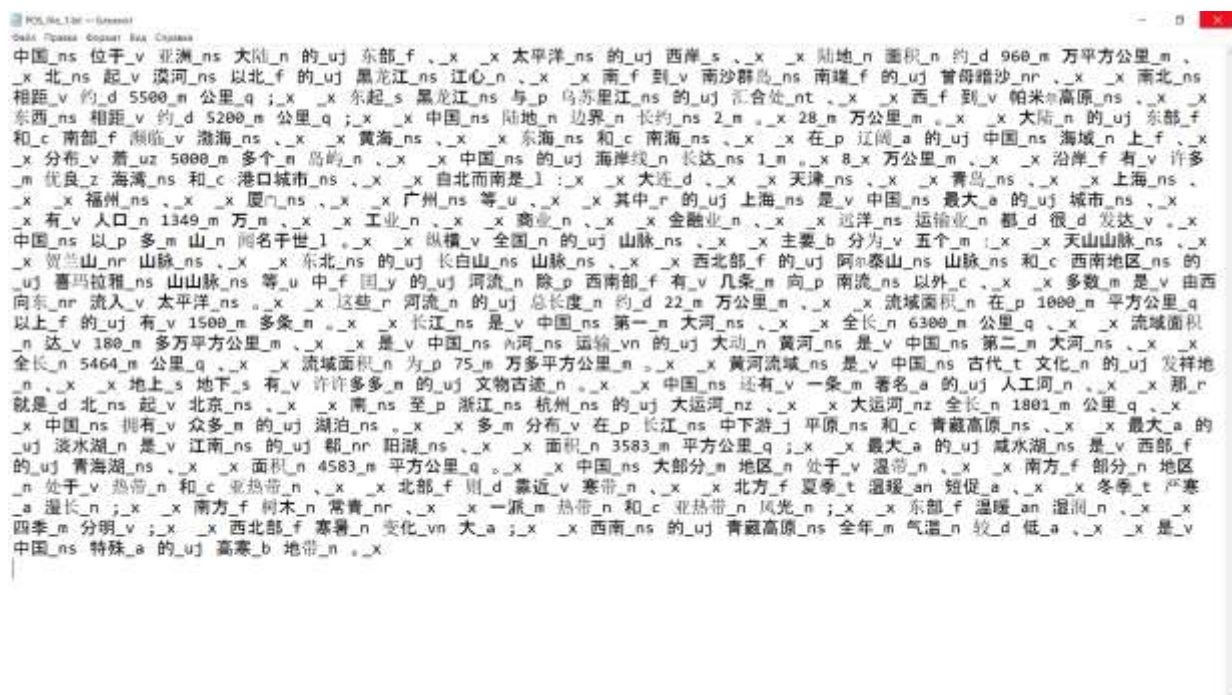 POS_file_1.txt — Блокнот
Файл Правка Формат Вид Справка
中国_ns 位于_v 亚洲_ns 大陆_n 的_uj 东部_f 、_x _x 太平洋_ns 的_uj 西岸_s 、_x _x 陆地_n 面积_n 约_d 960_m 万平方公里_m 、
_x 北_ns 起_v 漠河_ns 以北_f 的_uj 黑龙江_ns 江心_n 、_x _x 南_f 到_v 南沙群岛_ns 南端_f 的_uj 曾母暗沙_nr 、_x _x 南北_ns
相距_v 约_d 5500_m 公里_q ;_x _x 东起_s 黑龙江_ns 与_p 乌苏里江_ns 的_uj 汇合处_nt 、_x _x 西_f 到_v 帕米尔高原_ns 、_x _x
东西_ns 相距_v 约_d 5200_m 公里_q ;_x _x 中国_ns 陆地_n 边界_n 长约_ns 2_m 。_x 28_m 万公里_m 。_x _x 大陆_n 的_uj 东部_f
和_c 南部_f 濒临_v 渤海_ns 、_x _x 黄海_ns 、_x _x 东海_ns 和_c 南海_ns 、_x _x 在_p 辽阔_a 的_uj 中国_ns 海域_n 上_f 、_x
_x 分布_v 着_uz 5000_m 多个_m 岛屿_n 、_x _x 中国_ns 的_uj 海岸线_n 长达_ns 1_m 。_x 8_x 万公里_m 、_x _x 沿岸_f 有_v 许多
_m 优良_z 海湾_ns 和_c 港口城市_ns 、_x _x 自北而南是_l :_x _x 大连_d 、_x _x 天津_ns 、_x _x 青岛_ns 、_x _x 上海_ns 、
_x _x 福州_ns 、_x _x 厦门_ns 、_x _x 广州_ns 等_u 、_x _x 其中_r 的_uj 上海_ns 是_v 中国_ns 最大_a 的_uj 城市_ns 、_x
_x 有_v 人口_n 1349_m 万_m 、_x _x 工业_n 、_x _x 商业_n 、_x _x 金融业_n 、_x _x 远洋_ns 运输业_n 都_d 很_d 发达_v 。_x
中国_ns 以_p 多_m 山_n 闻名于世_l 。_x _x 纵横_v 全国_n 的_uj 山脉_ns 、_x _x 主要_b 分为_v 五个_m :_x _x 天山山脉_ns 、_x
_x 贺兰山_nr 山脉_ns 、_x _x 东北_ns 的_uj 长白山_ns 山脉_ns 、_x _x 西北部_f 的_uj 阿尔泰山_ns 山脉_ns 和_c 西南地区_ns 的
_uj 喜玛拉雅_ns 山山脉_ns 等_u 中_f 国_y 的_uj 河流_n 除_p 西南部_f 有_v 几条_m 向_p 南流_ns 以外_c 、_x _x 多数_m 是_v 由西
向东_nr 流入_v 太平洋_ns 。_x _x 这些_r 河流_n 的_uj 总长度_n 约_d 22_m 万公里_m 、_x _x 流域面积_n 在_p 1000_m 平方公里_q
以上_f 的_uj 有_v 1500_m 多条_m 。_x _x 长江_ns 是_v 中国_ns 第一_m 大河_ns 、_x _x 全长_n 6300_m 公里_q 、_x _x 流域面积
_n 达_v 180_m 多万平方公里_m 、_x _x 是_v 中国_ns 内河_ns 运输_vn 的_uj 大动_n 黄河_ns 是_v 中国_ns 第二_m 大河_ns 、_x _x
全长_n 5464_m 公里_q 、_x _x 流域面积_n 为_p 75_m 万多平方公里_m 。_x _x 黄河流域_ns 是_v 中国_ns 古代_t 文化_n 的_uj 发祥地
_n 、_x _x 地上_s 地下_s 有_v 许许多多_m 的_uj 文物古迹_n 。_x _x 中国_ns 还有_v 一条_m 著名_a 的_uj 人工河_n 、_x _x 那_r
就是_d 北_ns 起_v 北京_ns 、_x _x 南_ns 至_p 浙江_ns 杭州_ns 的_uj 大运河_nz 、_x _x 大运河_nz 全长_n 1801_m 公里_q 、_x
_x 中国_ns 拥有_v 众多_m 的_uj 湖泊_ns 。_x _x 多_m 分布_v 在_p 长江_ns 中下游_j 平原_ns 和_c 青藏高原_ns 、_x _x 最大_a 的
_uj 淡水湖_n 是_v 江南_ns 的_uj 鄱_nr 阳湖_ns 、_x _x 面积_n 3583_m 平方公里_q ;_x _x 最大_a 的_uj 咸水湖_ns 是_v 西部_f
的_uj 青海湖_ns 、_x _x 面积_n 4583_m 平方公里_q 。_x _x 中国_ns 大部分_m 地区_n 处于_v 温带_n 、_x _x 南方_f 部分_n 地区
_n 处于_v 热带_n 和_c 亚热带_n 、_x _x 北部_f 则_d 靠近_v 寒带_n 、_x _x 北方_f 夏季_t 温暖_an 短促_a 、_x _x 冬季_t 严寒
_a 漫长_n ;_x _x 南方_f 树木_n 常青_nr 、_x _x 一派_m 热带_n 和_c 亚热带_n 风光_n ;_x _x 东部_f 温暖_an 湿润_n 、_x _x
四季_m 分明_v ;_x _x 西北部_f 寒暑_n 变化_vn 大_a ;_x _x 西南_ns 的_uj 青藏高原_ns 全年_m 气温_n 较_d 低_a 、_x _x 是_v
中国_ns 特殊_a 的_uj 高寒_b 地带_n 。_x